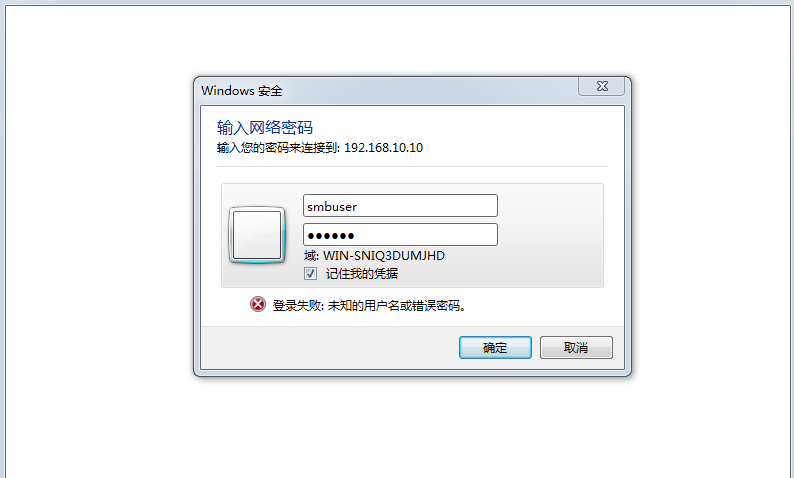 Windows 安全
输入网络密码
输入您的密码来连接到: 192.168.10.10
smbuser
●●●●●●
域: WIN-SNIQ3DUMJHD
记住我的凭据
登录失败: 未知的用户名或错误密码。
确定
取消